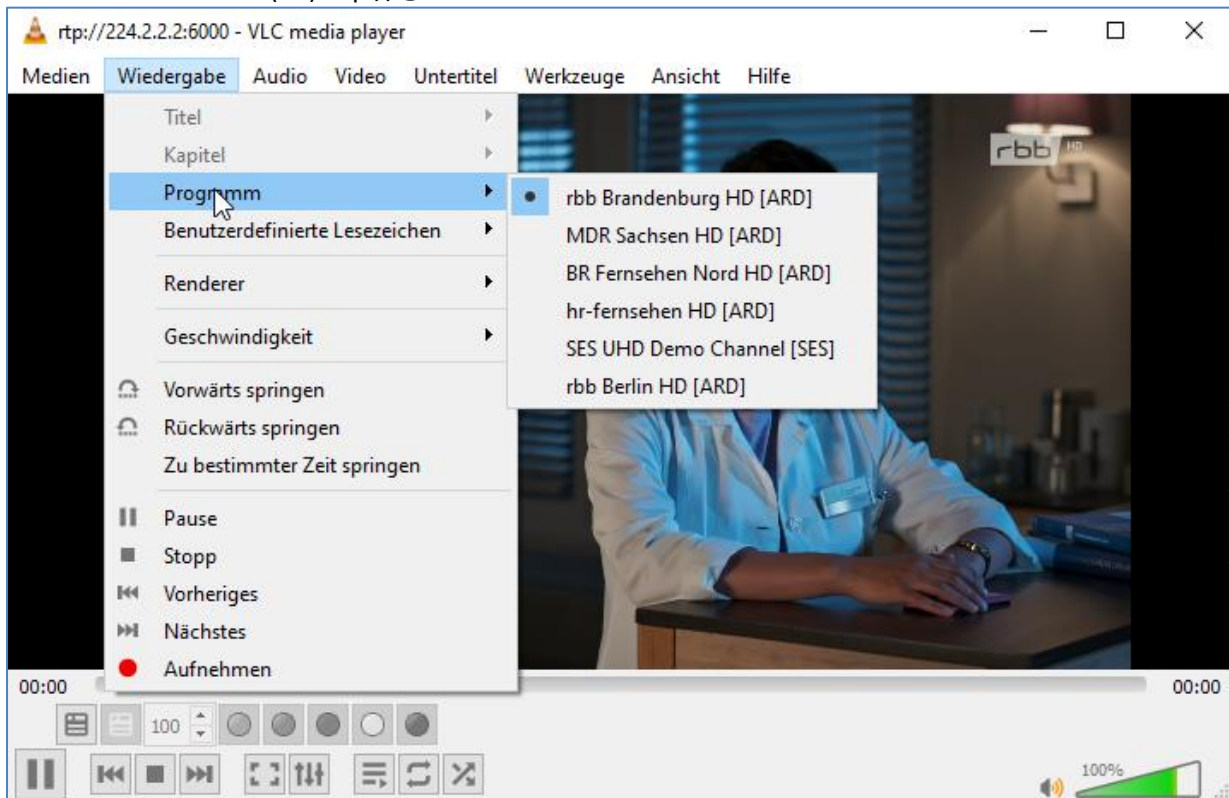 rtp://224.2.2.2:6000 - VLC media player
Medien Wiedergabe Audio Video Untertitel Werkzeuge Ansicht Hilfe
Titel
Kapitel
Programm
Benutzerdefinierte Lesezeichen
Renderer
Geschwindigkeit
Vorwärts springen
Rückwärts springen
Zu bestimmter Zeit springen
Pause
Stopp
Vorheriges
Nächstes
Aufnehmen
rbb Brandenburg HD [ARD]
MDR Sachsen HD [ARD]
BR Fernsehen Nord HD [ARD]
hr-fernsehen HD [ARD]
SES UHD Demo Channel [SES]
rbb Berlin HD [ARD]
rbb HD
00:00 00:00
100
100%